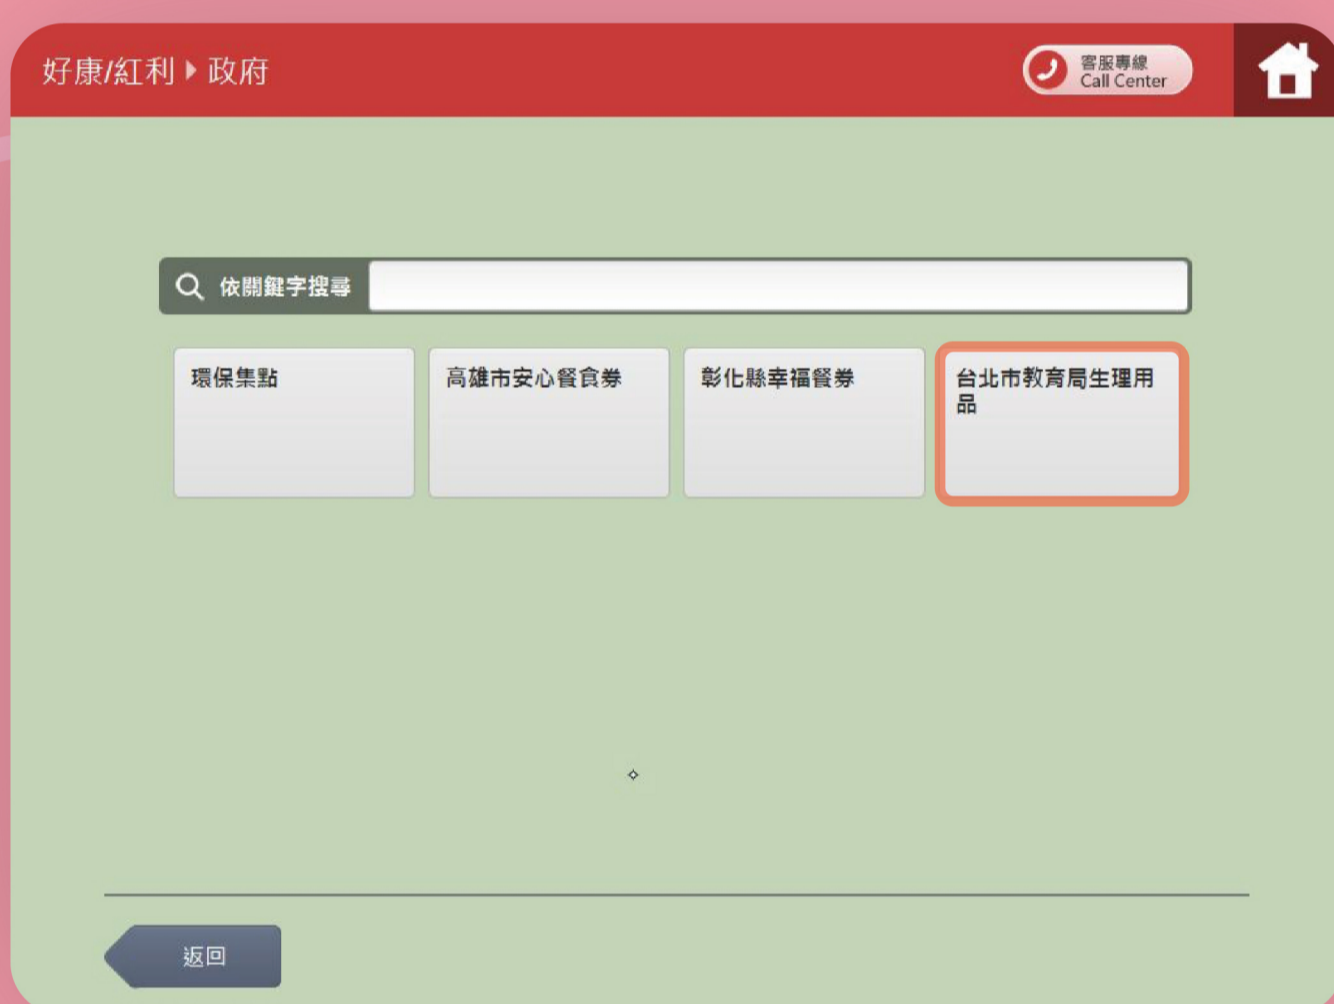 好康/紅利▶政府
客服專線
Call Center
依關鍵字搜尋
環保集點
高雄市安心餐食券
彰化縣幸福餐券
台北市教育局生理用
品
返回